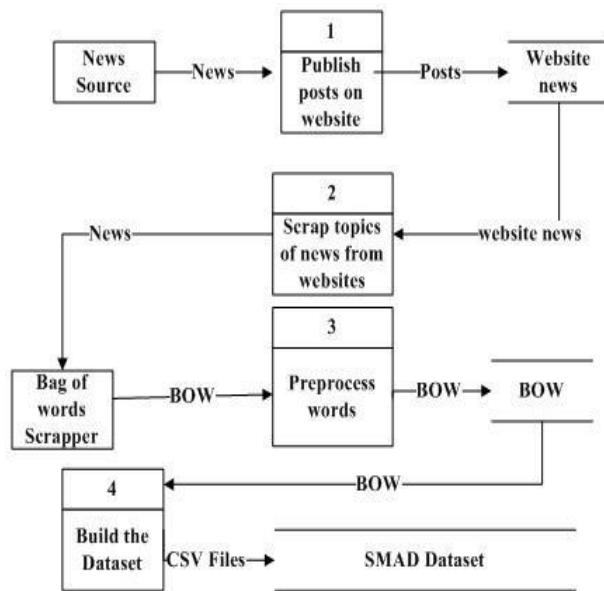 1
News
Source
News
Publish
posts on
website
Posts
Website
news
2
News
Scrap topics
of news from
websites
website news
3
Bag of
words
Scrapper
BOW
Preprocess
words
BOW
BOW
4
BOW
Build the
Dataset
CSV Files
SMAD Dataset